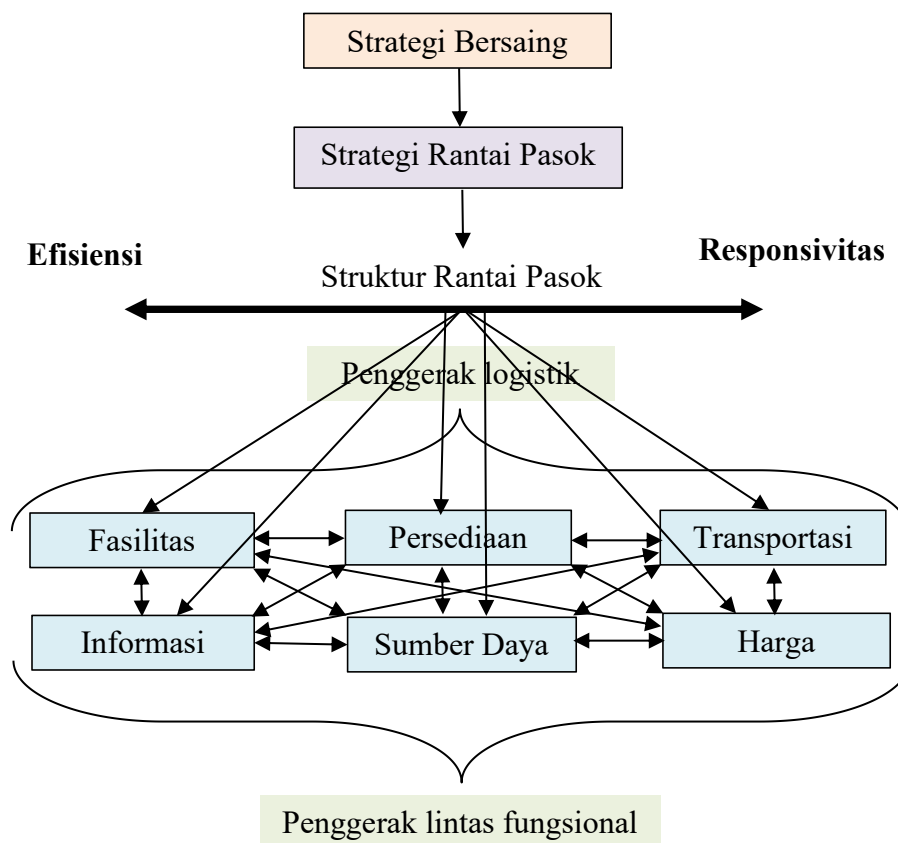 Strategi Bersaing
Strategi Rantai Pasok
Efisiensi
Responsivitas
Struktur Rantai Pasok
Penggerak logistik
Fasilitas
Persediaan
Transportasi
Informasi
Sumber Daya
Harga
Penggerak lintas fungsional